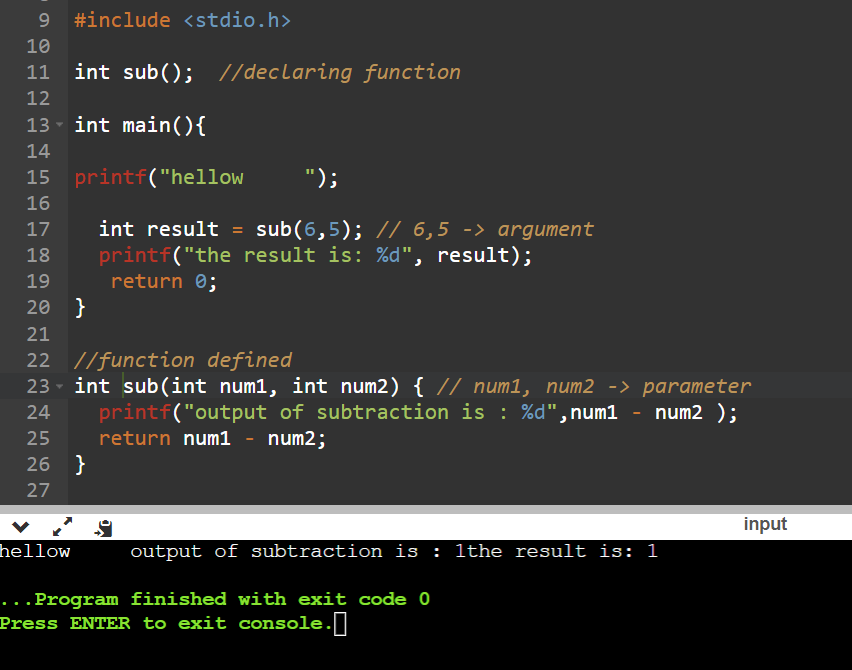 9 #include <stdio.h>
10
11 int sub();  //declaring function
12
13 int main(){
14
15 printf("hellow     ");
16
17   int result = sub(6,5); // 6,5 -> argument
18   printf("the result is: %d", result);
19    return 0;
20 }
21
22 //function defined
23 int sub(int num1, int num2) { // num1, num2 -> parameter
24   printf("output of subtraction is : %d",num1 - num2 );
25   return num1 - num2;
26 }
27
input
hellow     output of subtraction is : 1the result is: 1
...Program finished with exit code 0
Press ENTER to exit console.